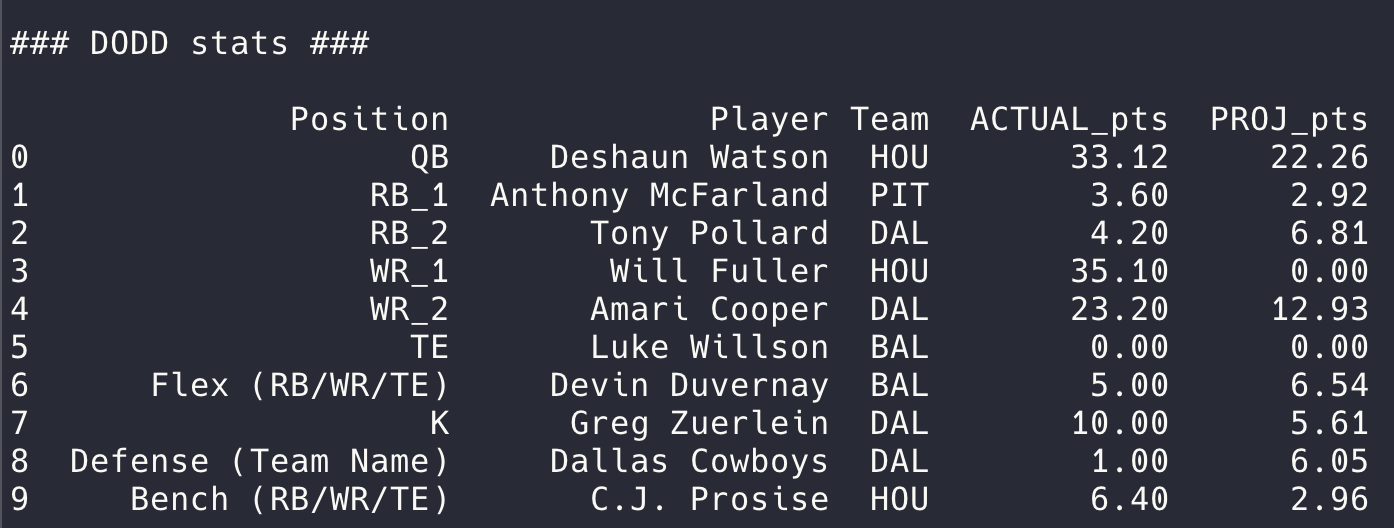 ### DODD stats ###
Position Player Team ACTUAL_pts PROJ_pts
0 QB Deshaun Watson HOU 33.12 22.26
1 RB_1 Anthony McFarland PIT 3.60 2.92
2 RB_2 Tony Pollard DAL 4.20 6.81
3 WR_1 Will Fuller HOU 35.10 0.00
4 WR_2 Amari Cooper DAL 23.20 12.93
5 TE Luke Willson BAL 0.00 0.00
6 Flex (RB/WR/TE) Devin Duvernay BAL 5.00 6.54
7 K Greg Zuerlein DAL 10.00 5.61
8 Defense (Team Name) Dallas Cowboys DAL 1.00 6.05
9 Bench (RB/WR/TE) C.J. Prosise HOU 6.40 2.96